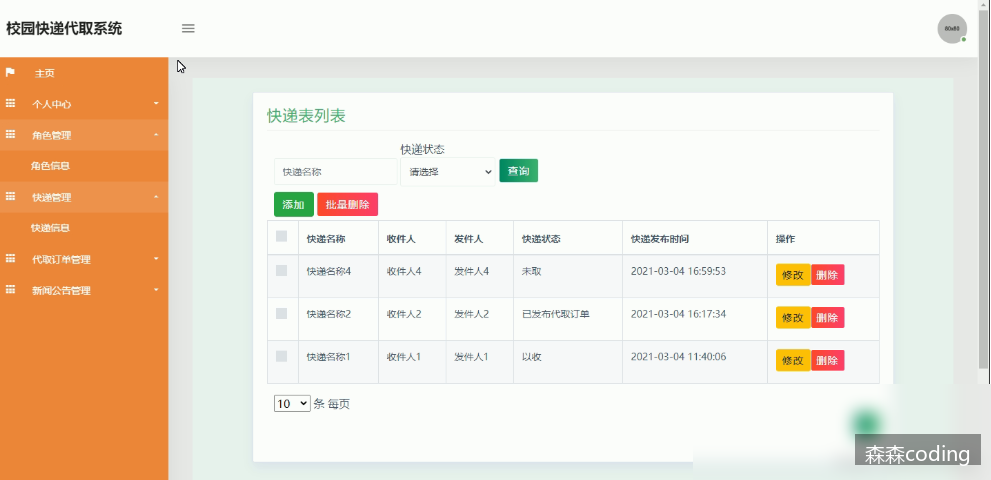 校园快递代取系统
80x80
主页
个人中心
角色管理
角色信息
快递管理
快递信息
代取订单管理
新闻公告管理
快递表列表
快递状态
快递名称 请选择 查询
添加 批量删除
快递名称 收件人 发件人 快递状态 快递发布时间 操作
快递名称4 收件人4 发件人4 未取 2021-03-04 16:59:53 修改 删除
快递名称2 收件人2 发件人2 已发布代取订单 2021-03-04 16:17:34 修改 删除
快递名称1 收件人1 发件人1 以收 2021-03-04 11:40:06 修改 删除
10 条 每页
森森coding